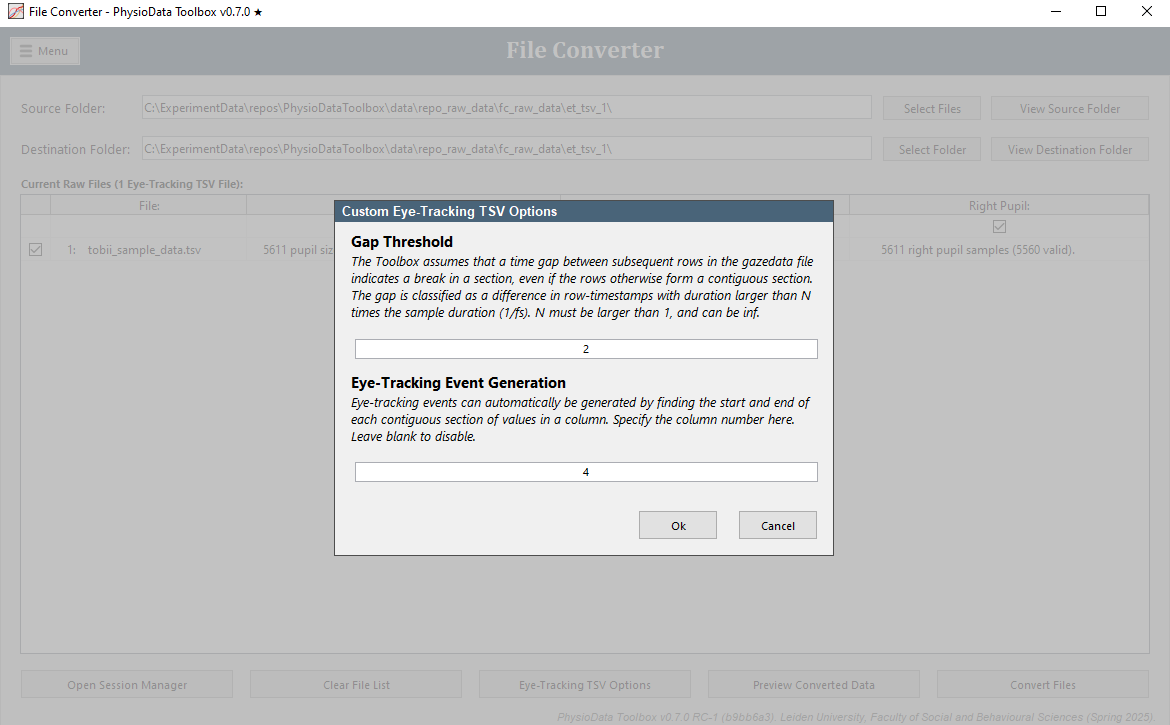 File Converter - PhysioData Toolbox v0.7.0 ★
Menu
File Converter
Source Folder:
C:\ExperimentData\repos\PhysioDataToolbox\data\repo_raw_data\fc_raw_data\et_tsv_1\
Select Files
View Source Folder
Destination Folder:
C:\ExperimentData\repos\PhysioDataToolbox\data\repo_raw_data\fc_raw_data\et_tsv_1\
Select Folder
View Destination Folder
Current Raw Files (1 Eye-Tracking TSV File):
File:
Right Pupil:
1: tobii_sample_data.tsv
5611 pupil
5611 right pupil samples (5560 valid).
Custom Eye-Tracking TSV Options
Gap Threshold
The Toolbox assumes that a time gap between subsequent rows in the gazedata file
indicates a break in a section, even if the rows otherwise form a contiguous section.
The gap is classified as a difference in row-timestamps with duration larger than N
times the sample duration (1/fs). N must be larger than 1, and can be inf.
2
Eye-Tracking Event Generation
Eye-tracking events can automatically be generated by finding the start and end of
each contiguous section of values in a column. Specify the column number here.
Leave blank to disable.
4
Ok
Cancel
Open Session Manager
Clear File List
Eye-Tracking TSV Options
Preview Converted Data
Convert Files
PhysioData Toolbox v0.7.0 RC-1 (b9bb6a3). Leiden University, Faculty of Social and Behavioural Sciences (Spring 2025).